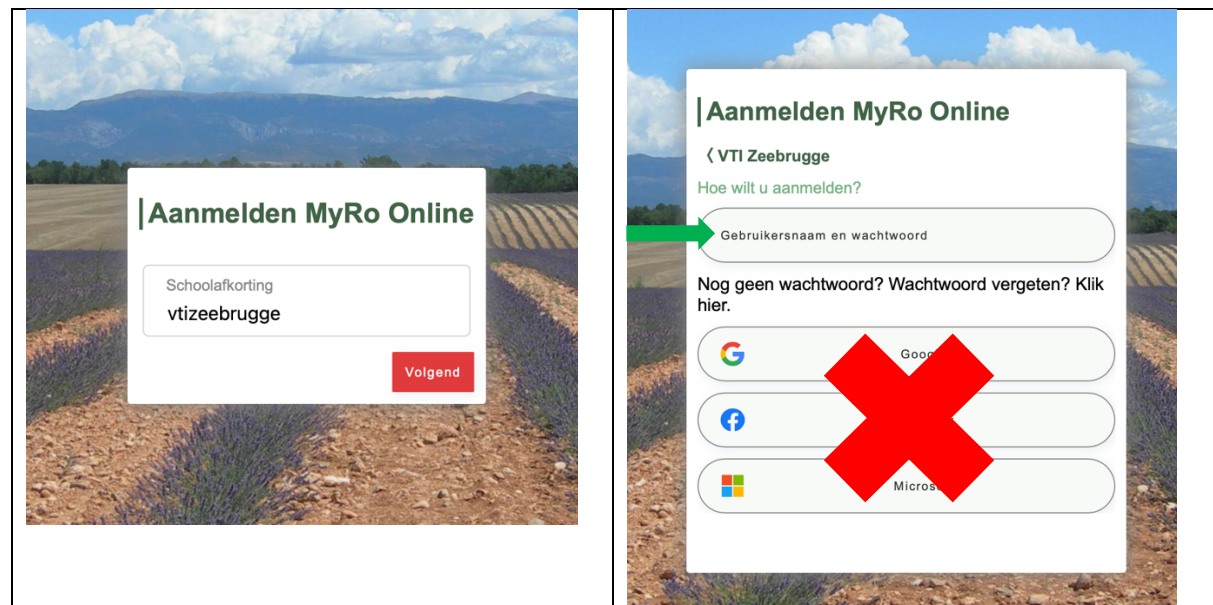 Aanmelden MyRo Online
Schoolafkorting
vtizeebrugge
Volgend
Aanmelden MyRo Online
VTI Zeebrugge
Hoe wilt u aanmelden?
Gebruikersnaam en wachtwoord
Nog geen wachtwoord? Wachtwoord vergeten? Klik
hier.